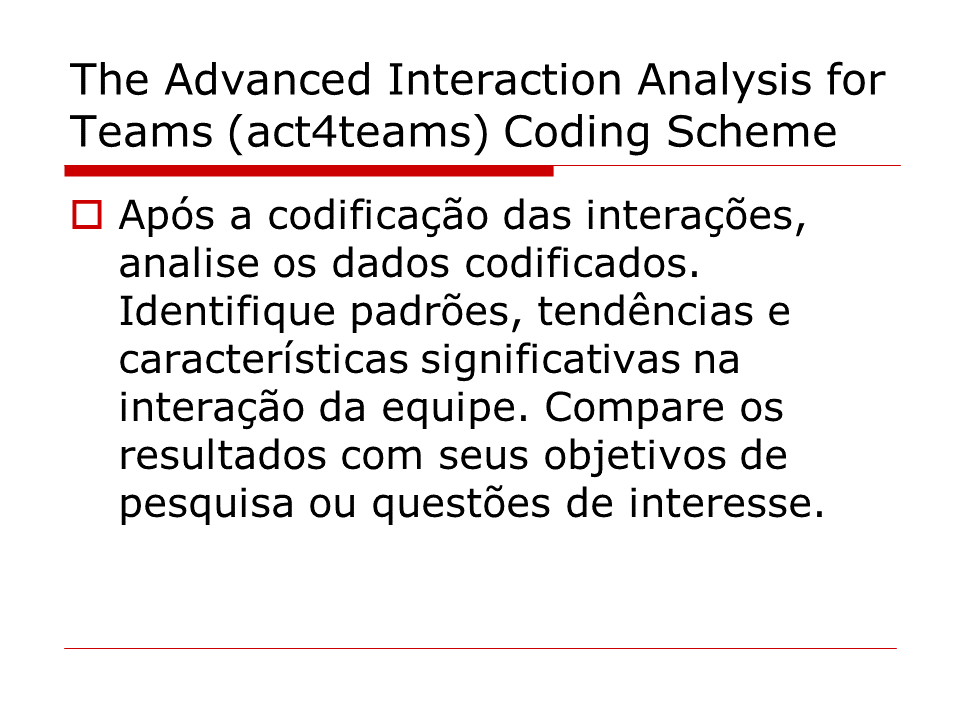 The Advanced Interaction Analysis for
Teams (act4teams) Coding Scheme
Após a codificação das interações,
analise os dados codificados.
Identifique padrões, tendências e
características significativas na
interação da equipe. Compare os
resultados com seus objetivos de
pesquisa ou questões de interesse.